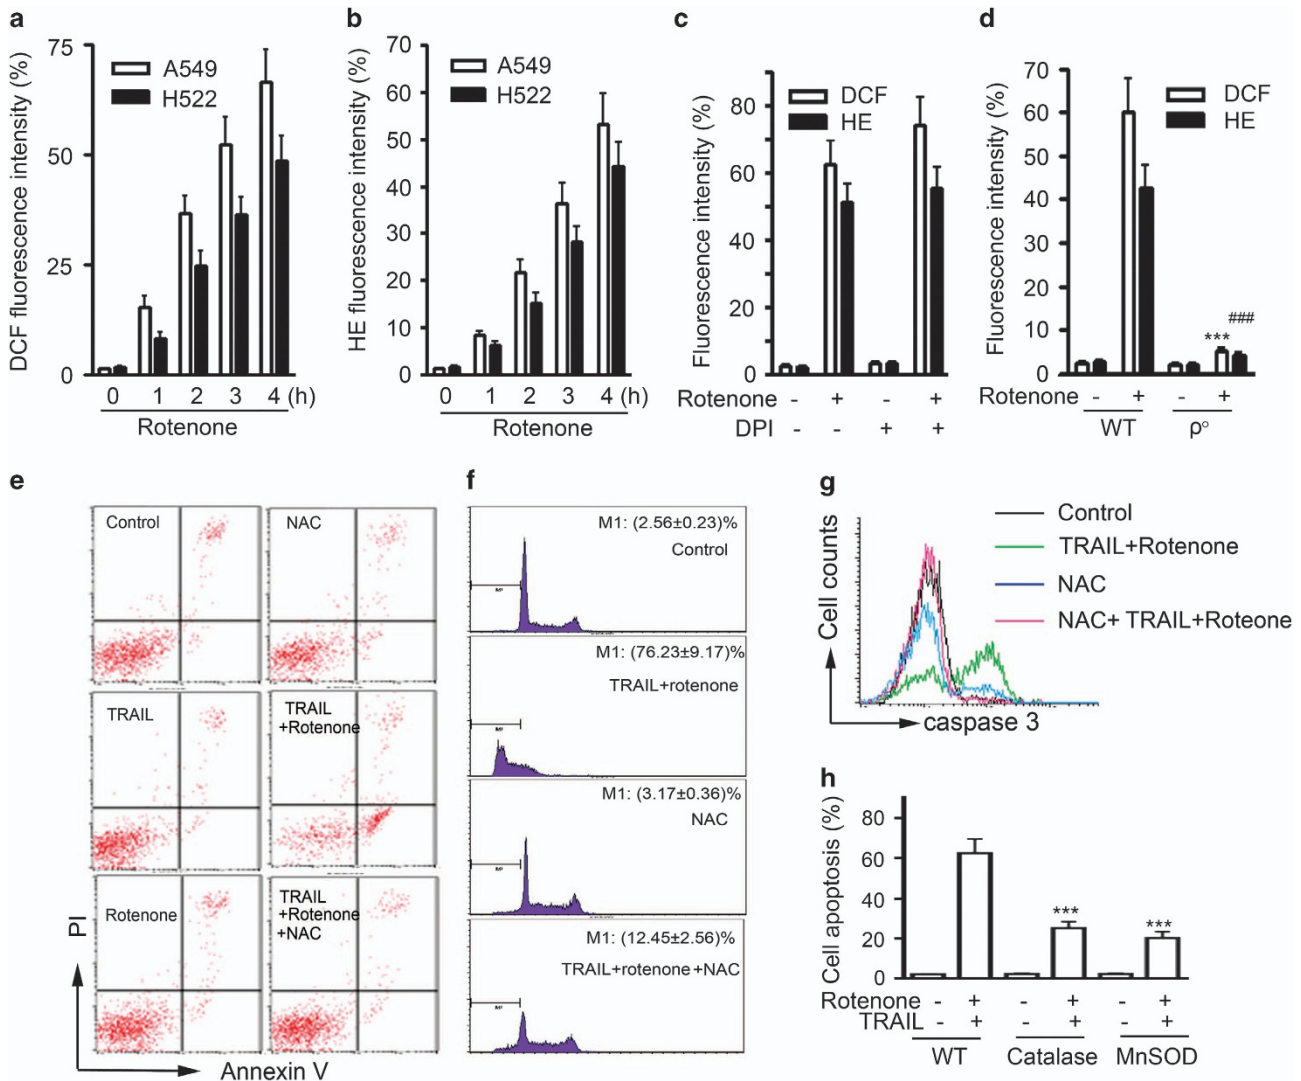 a
DCF fluorescence intensity (%)
75
50
25
0
A549
H522
0 1 2 3 4 (h)
Rotenone
b
HE fluorescence intensity (%)
70
60
50
40
30
20
10
0
A549
H522
0 1 2 3 4 (h)
Rotenone
c
Fluorescence intensity (%)
80
60
40
20
0
DCF
HE
Rotenone - + - +
DPI - - + +
d
Fluorescence intensity (%)
70
60
50
40
30
20
10
0
DCF
HE
***
###
Rotenone - + - +
WT ρ°
e
Control
NAC
TRAIL
TRAIL
+Rotenone
Rotenone
TRAIL
+Rotenone
+NAC
PI
Annexin V
f
M1: (2.56±0.23)%
Control
M1
M1: (76.23±9.17)%
TRAIL+rotenone
M1
M1: (3.17±0.36)%
NAC
M1
M1: (12.45±2.56)%
TRAIL+rotenone+NAC
M1
g
Cell counts
caspase 3
Control
TRAIL+Rotenone
NAC
NAC+ TRAIL+Roteone
h
Cell apoptosis (%)
80
60
40
20
0
***
***
Rotenone - + - + - +
TRAIL - + - + - +
WT Catalase MnSOD